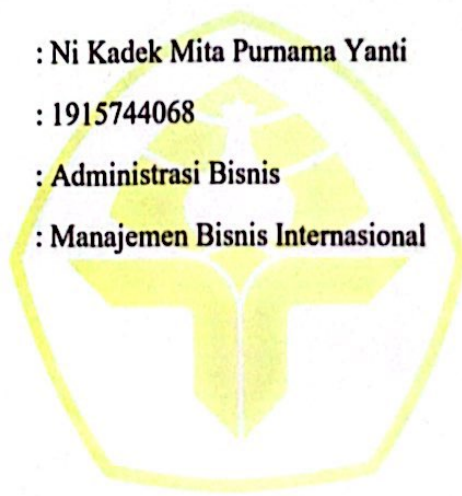 : Ni Kadek Mita Purnama Yanti
: 1915744068
: Administrasi Bisnis
: Manajemen Bisnis Internasional